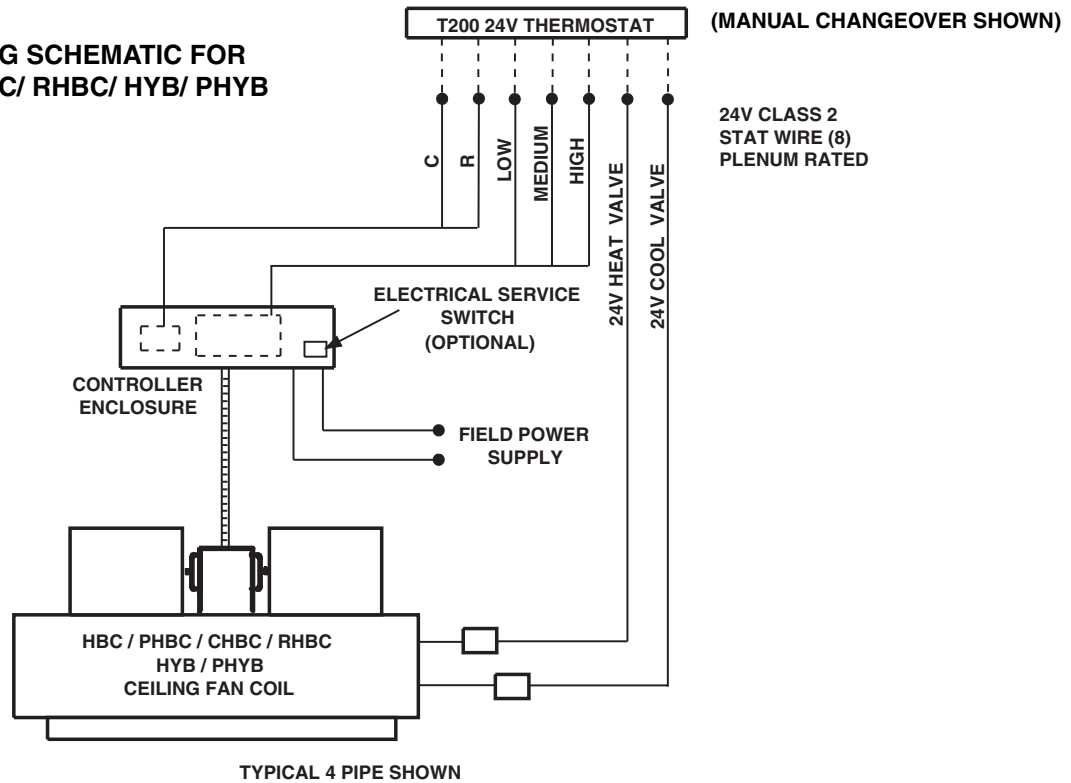 T200 24V THERMOSTAT
(MANUAL CHANGEOVER SHOWN)
G SCHEMATIC FOR
C/ RHBC/ HYB/ PHYB
24V CLASS 2
STAT WIRE (8)
PLENUM RATED
C
R
LOW
MEDIUM
HIGH
24V HEAT VALVE
24V COOL VALVE
ELECTRICAL SERVICE
SWITCH
(OPTIONAL)
CONTROLLER
ENCLOSURE
FIELD POWER
SUPPLY
HBC / PHBC / CHBC / RHBC
HYB / PHYB
CEILING FAN COIL
TYPICAL 4 PIPE SHOWN